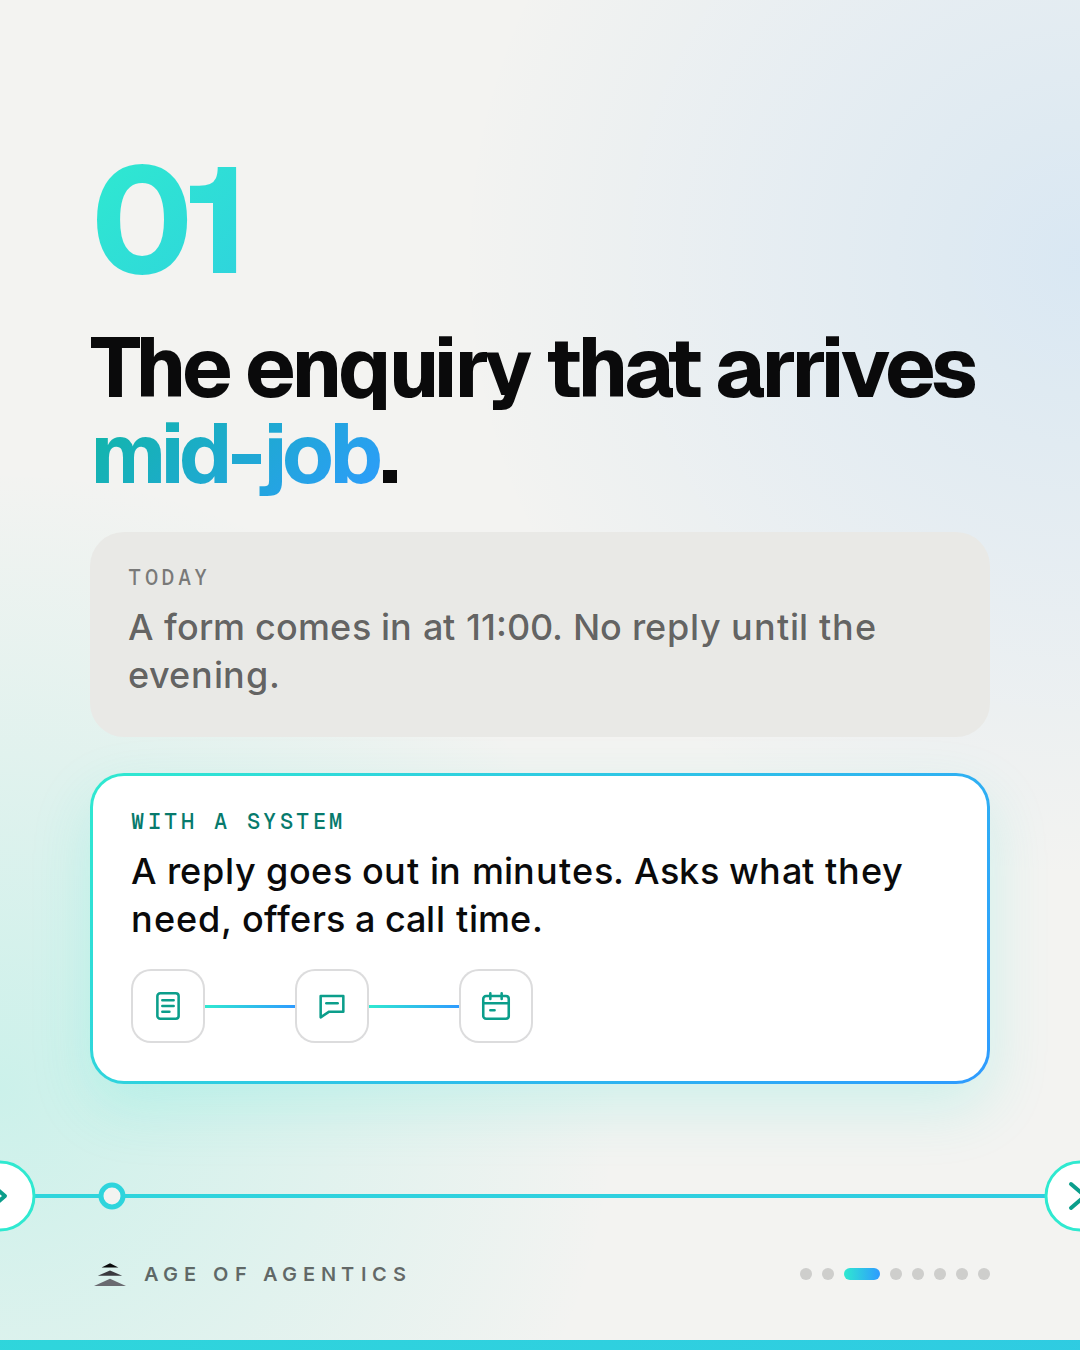 01
The enquiry that arrives
mid-job.
TODAY
A form comes in at 11:00. No reply until the
evening.
WITH A SYSTEM
A reply goes out in minutes. Asks what they
need, offers a call time.
AGE OF AGENTICS